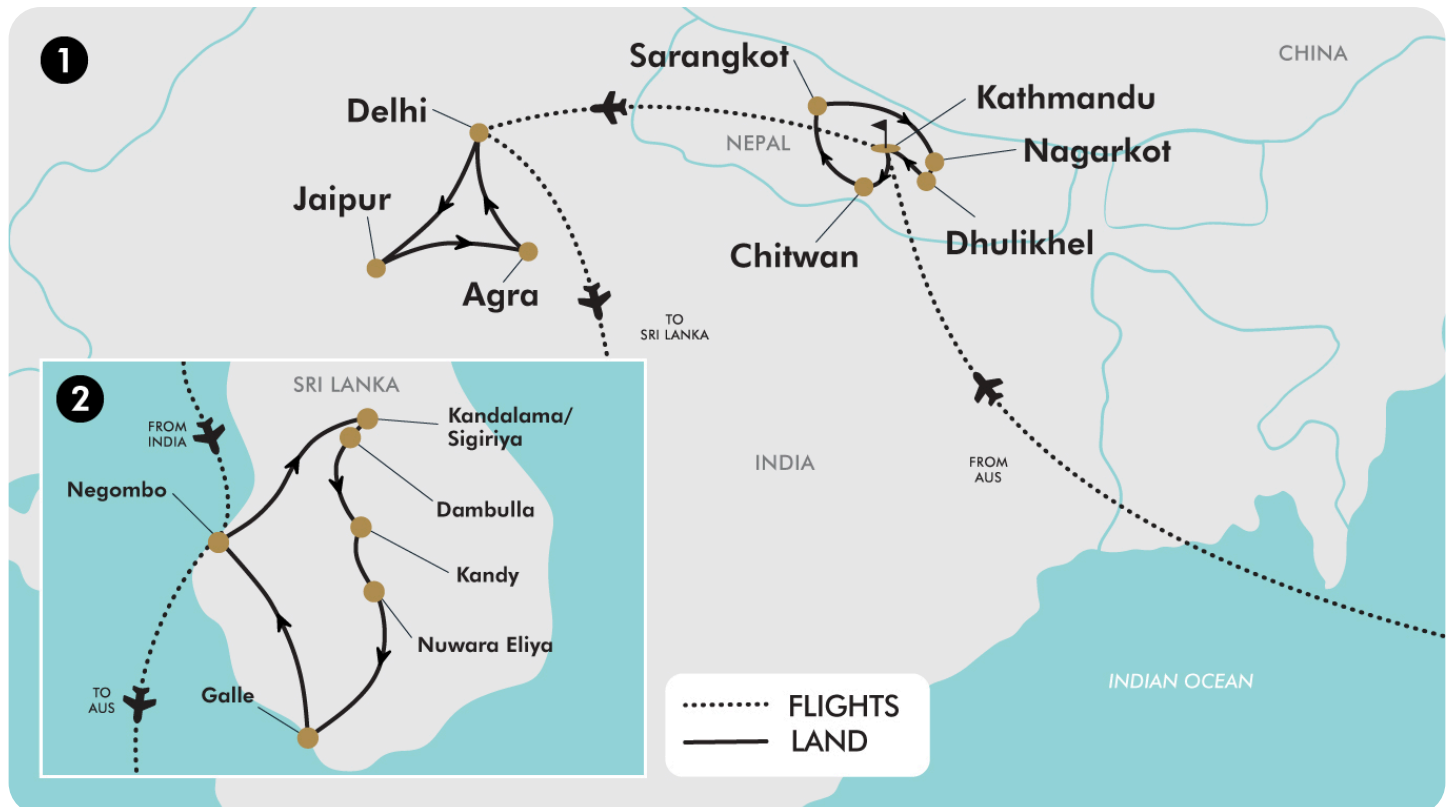 1
CHINA
Sarangkot
Kathmandu
Delhi
NEPAL
Nagarkot
Jaipur
Chitwan
Dhulikhel
Agra
TO
SRI LANKA
INDIA
FROM
AUS
INDIAN OCEAN
2
SRI LANKA
FROM
INDIA
Kandalama/
Sigiriya
Negombo
Dambulla
Kandy
Nuwara Eliya
TO
AUS
Galle
FLIGHTS
LAND